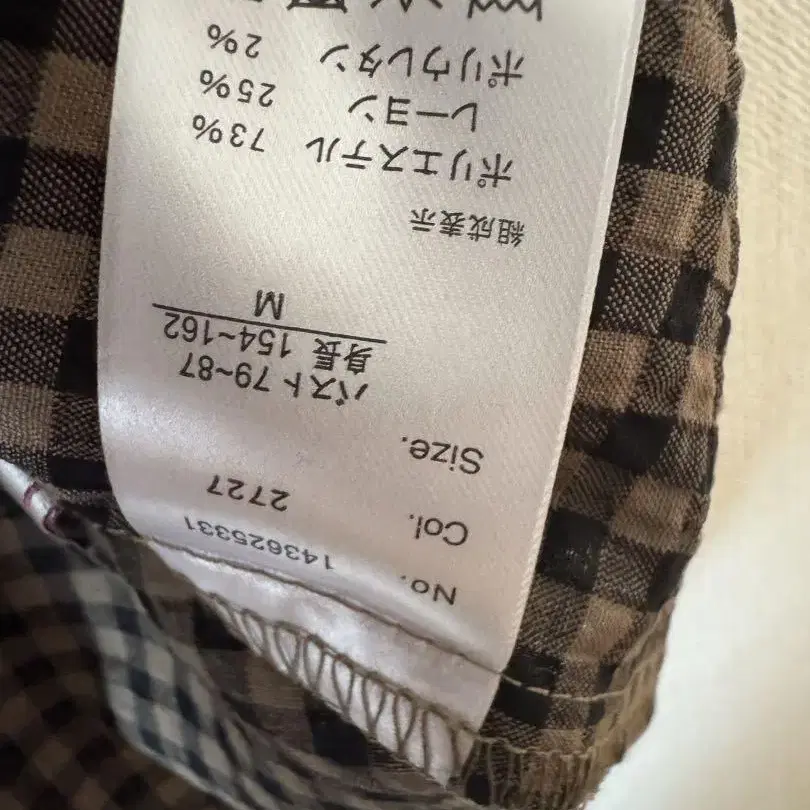 No. 143625331
Col. 2727
Size.
バスト 79~87
身長 154~162
M
組成表示
ポリエステル 73%
レーヨン 25%
ポリウレタン 2%